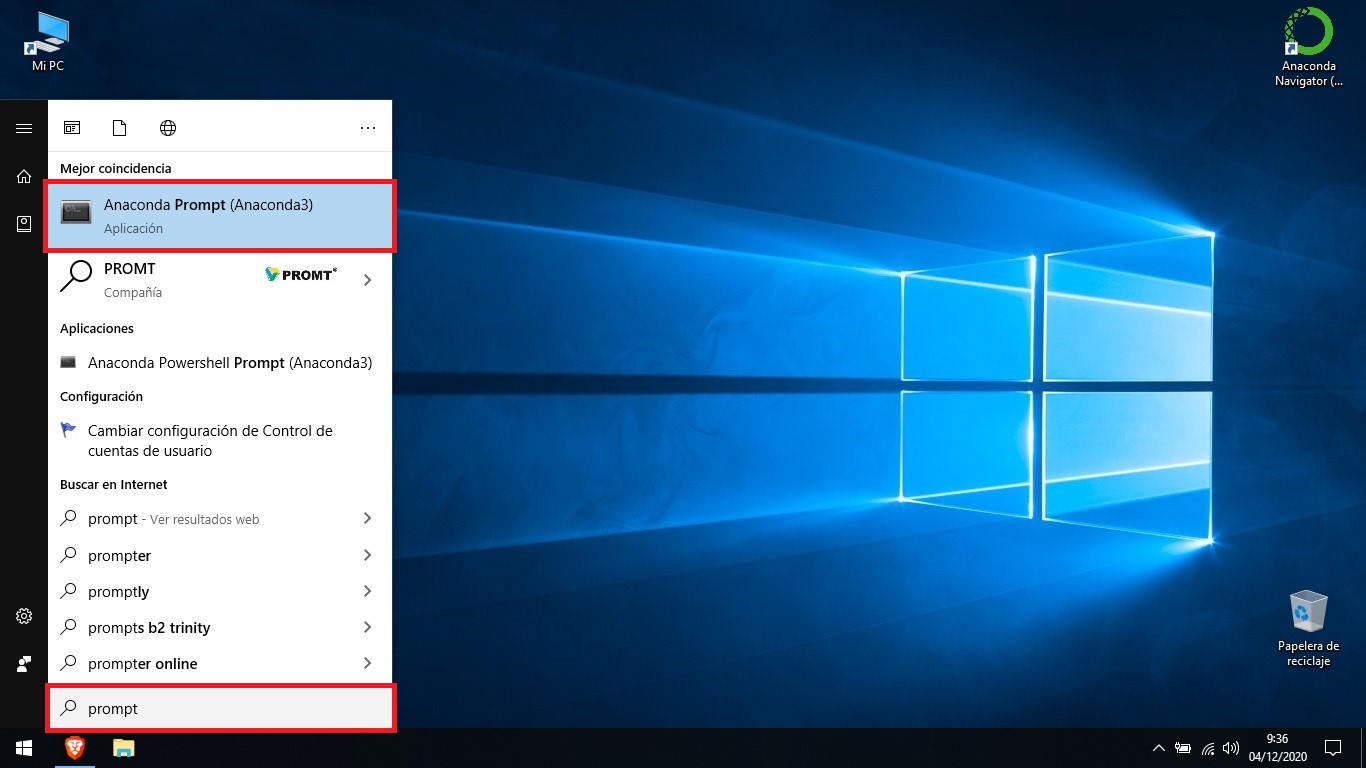 Mi PC
Anaconda
Navigator (...
Mejor coincidencia
Anaconda Prompt (Anaconda3)
Aplicación
PROMT
Compañía
PROMT®
Aplicaciones
Anaconda Powershell Prompt (Anaconda3)
Configuración
Cambiar configuración de Control de
cuentas de usuario
Buscar en Internet
prompt - Ver resultados web
prompter
promptly
prompts b2 trinity
prompter online
prompt
Papelera de
reciclaje
9:36
04/12/2020